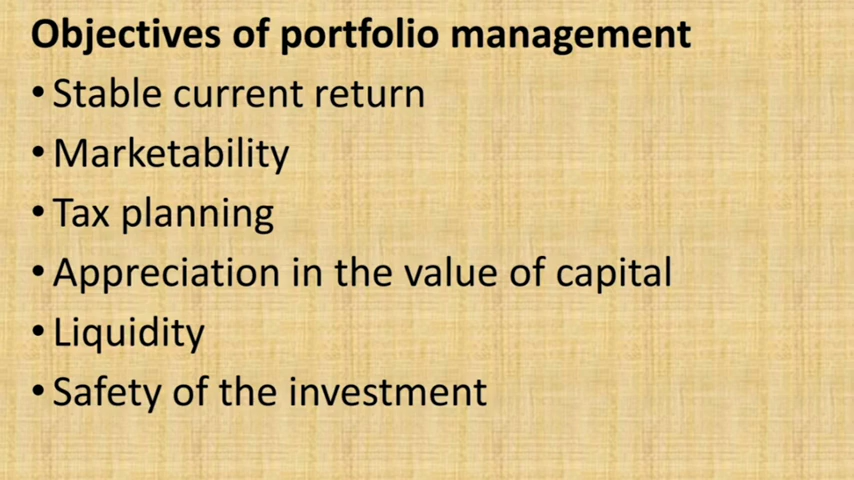 Objectives of portfolio management
• Stable current return
• Marketability
• Tax planning
• Appreciation in the value of capital
• Liquidity
• Safety of the investment